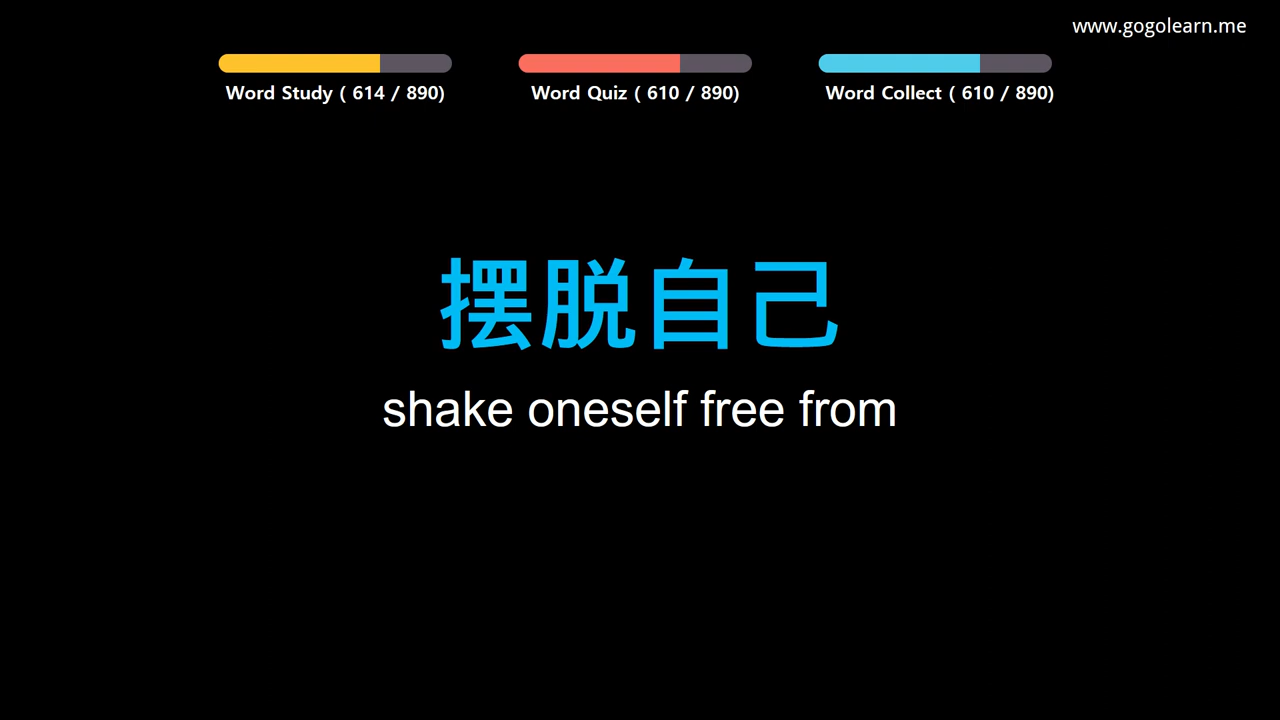 www.gogolearn.me
Word Study ( 614 / 890)
Word Quiz ( 610 / 890)
Word Collect ( 610 / 890)
摆脱自己
shake oneself free from